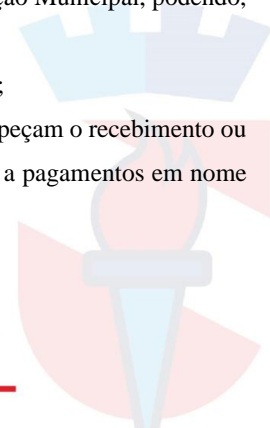 ção Municipal, podendo,
;
peçam o recebimento ou
a pagamentos em nome